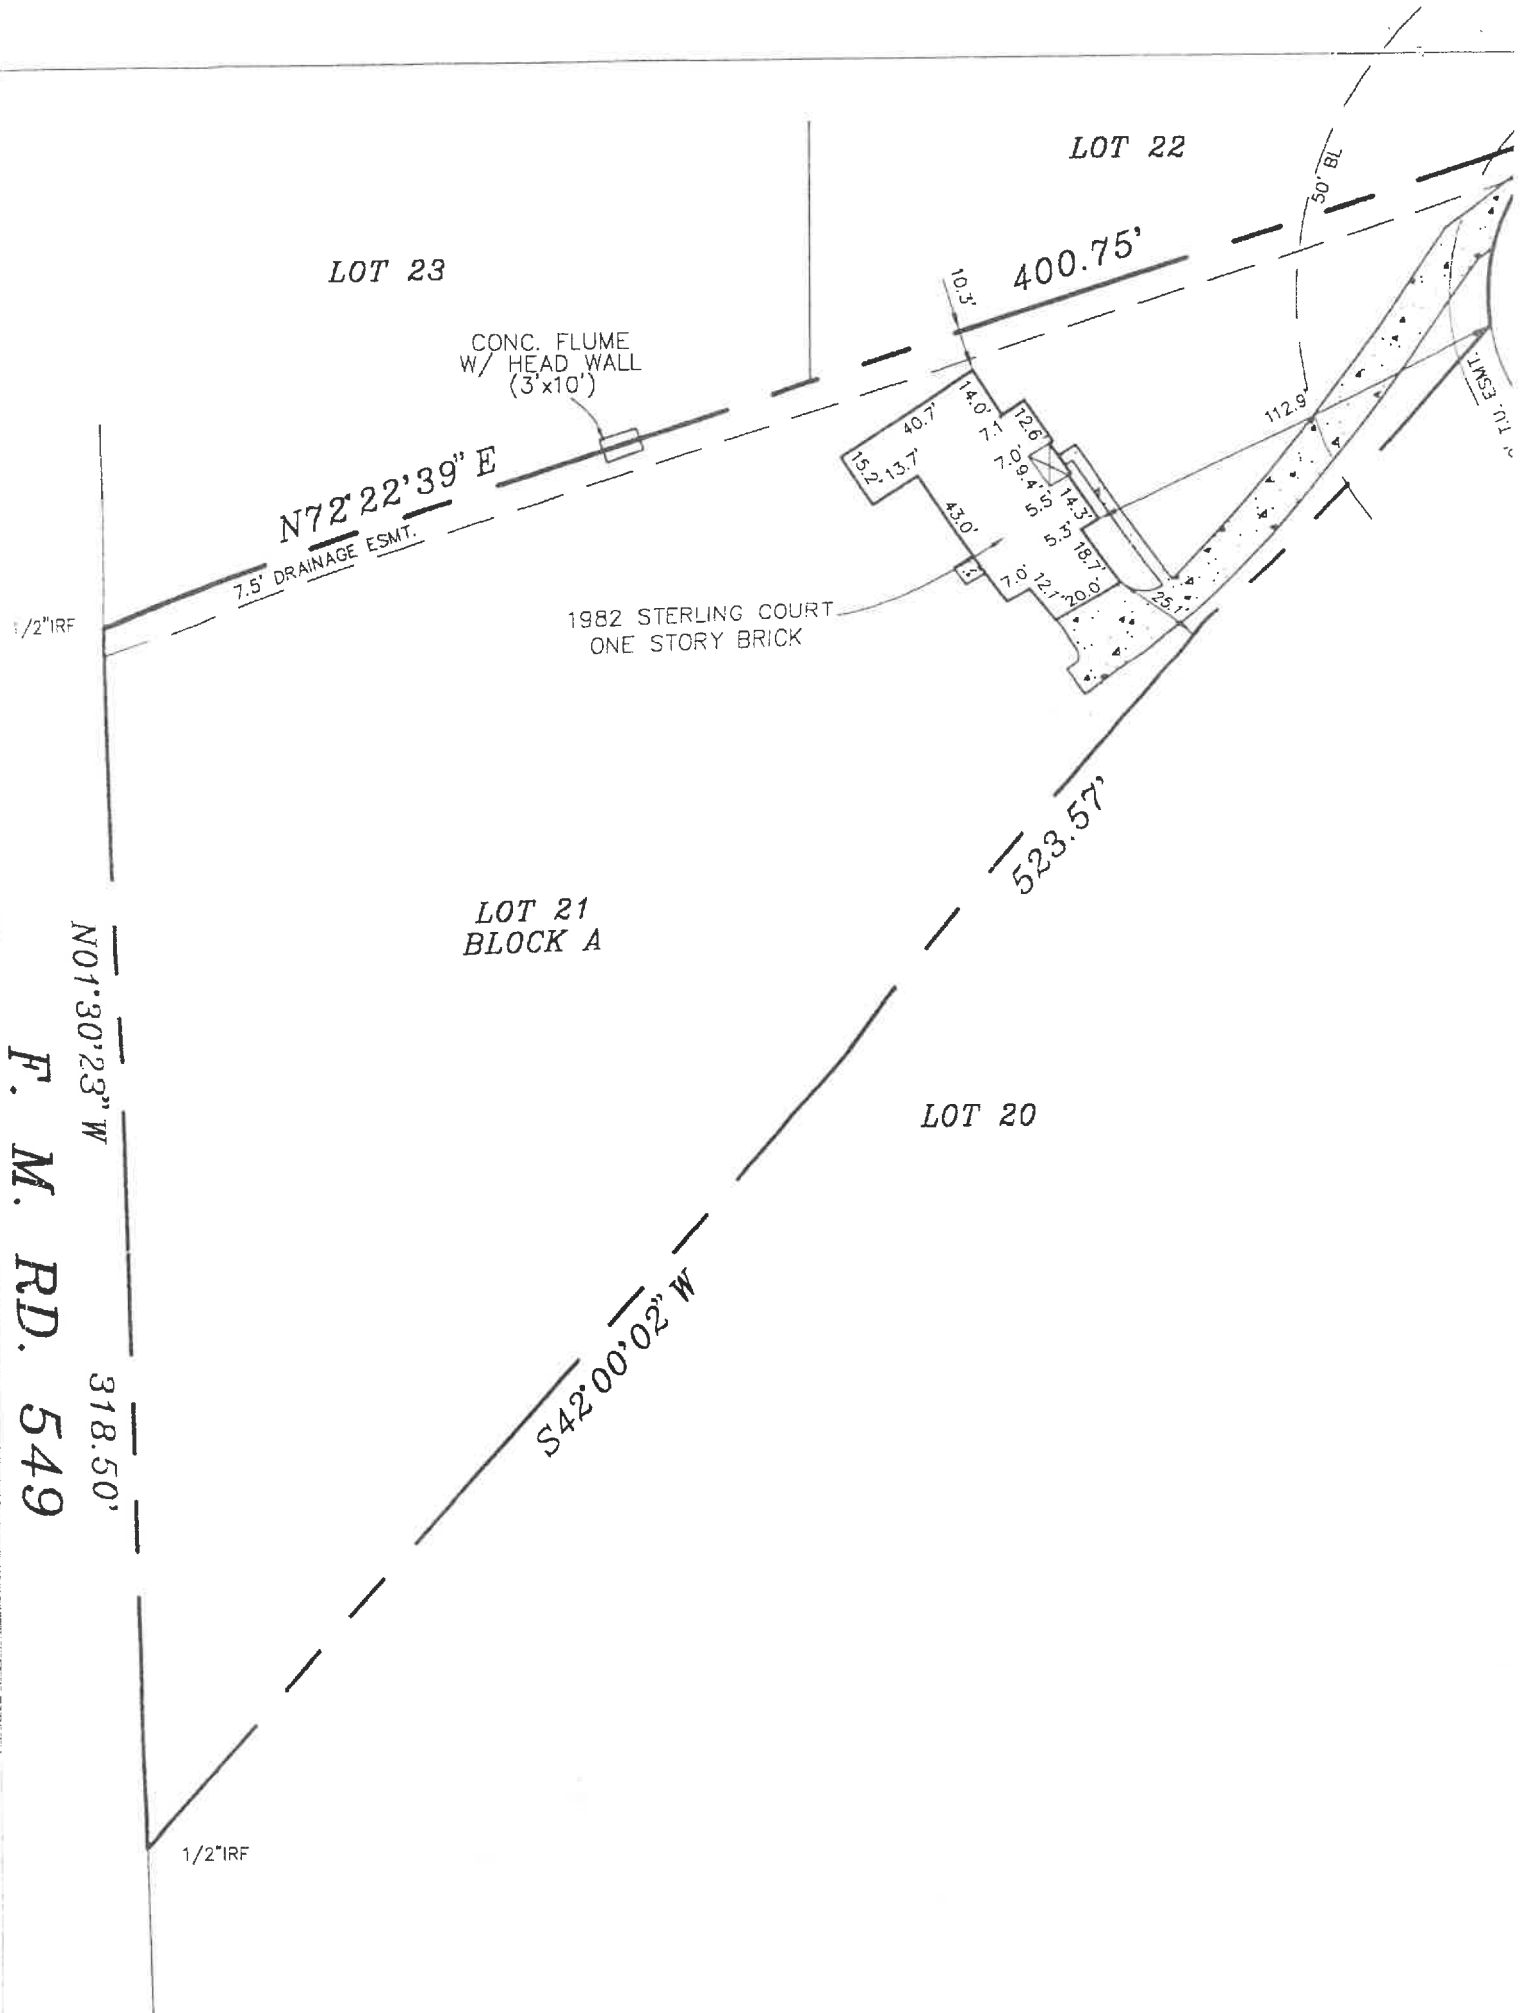 LOT 22
50' BL
LOT 23
400.75'
10.3'
CONC. FLUME
W/ HEAD WALL
(3'x10')
N72°22'39" E
7.5' DRAINAGE ESMT.
1/2"IRF
40.7'
14.0'
7.1'
12.6'
15.2'
13.7'
7.0'
9.4'
5.5'
14.3'
43.0'
5.3'
18.7'
7.0'
12.7'
20.0'
25.1'
112.9'
T.U. ESMT.
1982 STERLING COURT
ONE STORY BRICK
523.57'
LOT 21
BLOCK A
N01°30'23" W
318.50'
F. M. RD. 549
LOT 20
S42°00'02" W
1/2"IRF